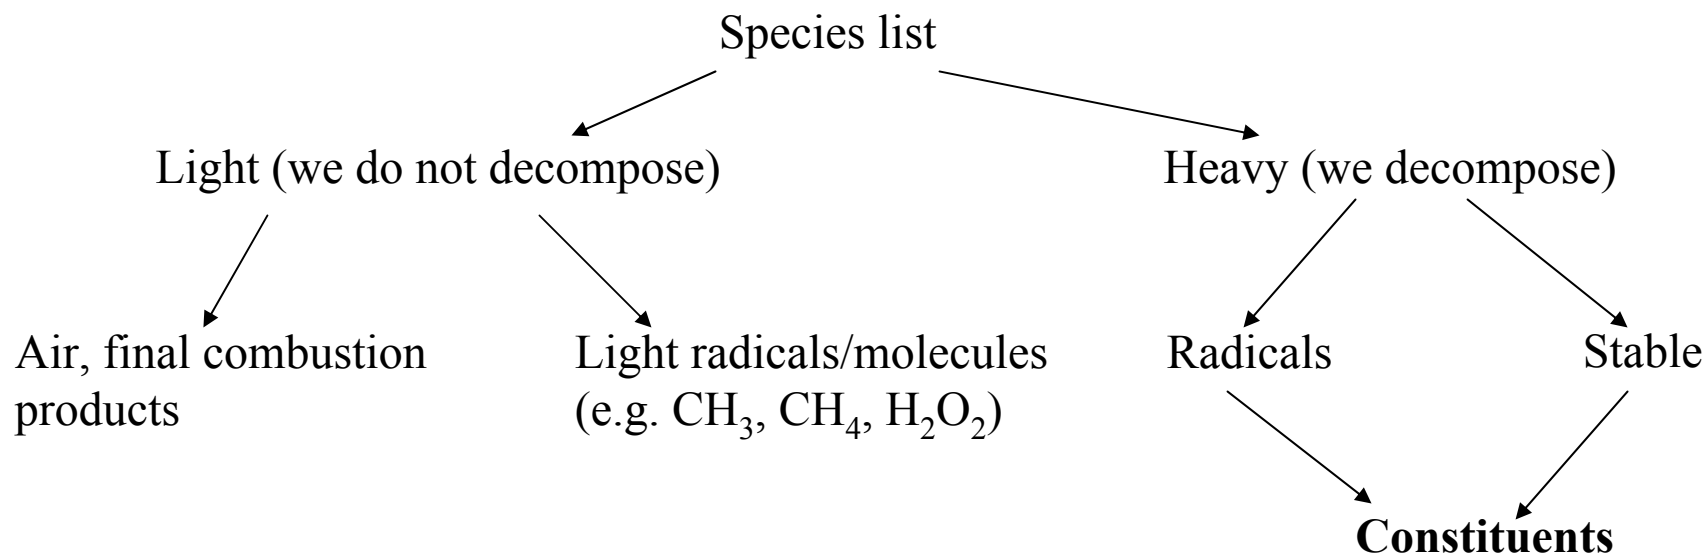 Species list
Light (we do not decompose)
Heavy (we decompose)
Air, final combustion
products
Light radicals/molecules
(e.g. CH₃, CH₄, H₂O₂)
Radicals
Stable
Constituents